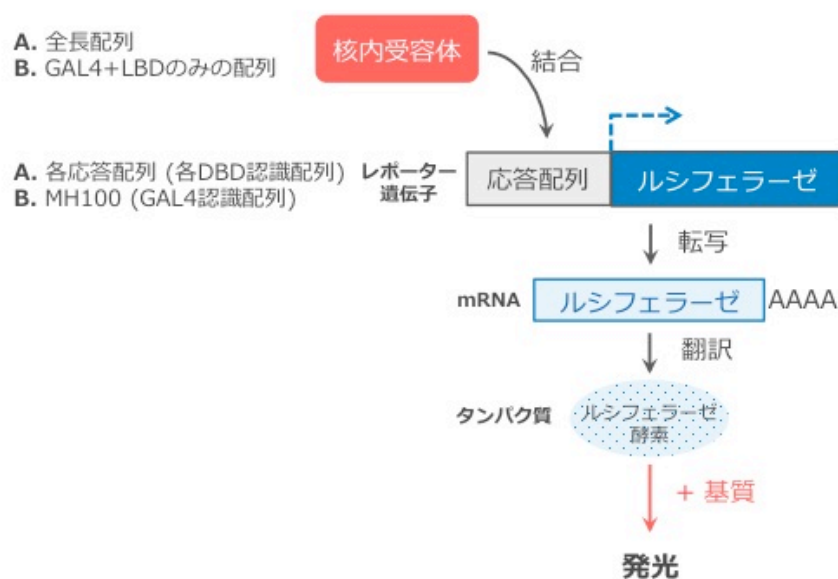 A. 全長配列
B. GAL4+LBDのみの配列
核内受容体
結合
A. 各応答配列 (各DBD認識配列)
B. MH100 (GAL4認識配列)
レポーター
遺伝子
応答配列
ルシフェラーゼ
転写
mRNA
ルシフェラーゼ
AAAA
翻訳
タンパク質
ルシフェラーゼ
酵素
+ 基質
発光